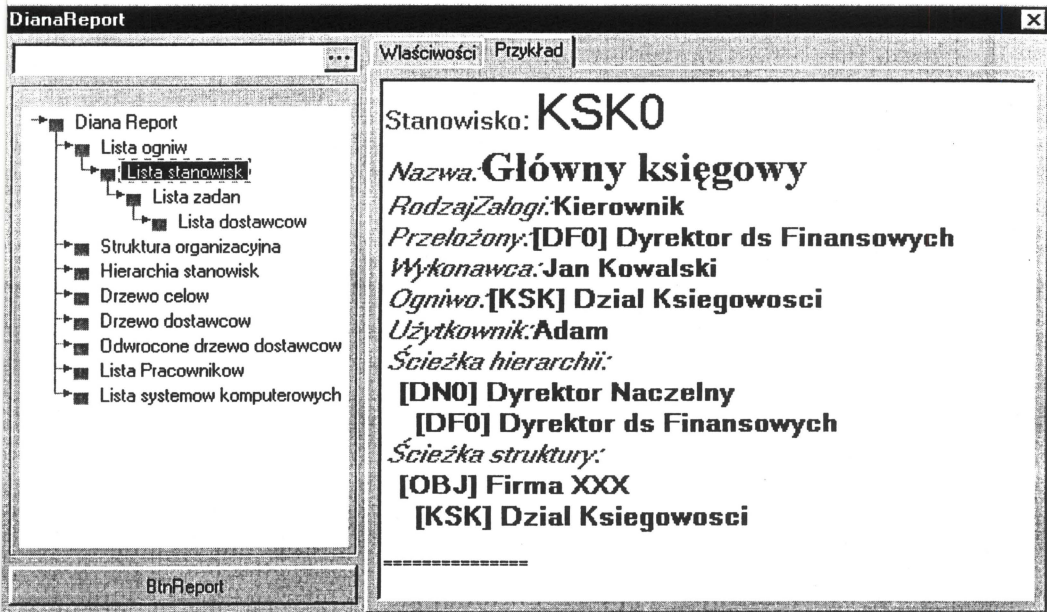 DianaReport
...
Diana Report
Lista ogniw
Lista stanowisk
Lista zadan
Lista dostawcow
Struktura organizacyjna
Hierarchia stanowisk
Drzewo celow
Drzewo dostawcow
Odwrocone drzewo dostawcow
Lista Pracownikow
Lista systemow komputerowych
BtnReport
Wlaściwości Przykład
Stanowisko: KSK0
Nazwa: Główny księgowy
RodzajZalogi: Kierownik
Przelożony: [DF0] Dyrektor ds Finansowych
Wykonawca: Jan Kowalski
Ogniwo: [KSK] Dzial Ksiegowosci
Użytkownik: Adam
Ścieżka hierarchii:
[DN0] Dyrektor Naczelny
[DF0] Dyrektor ds Finansowych
Ścieżka struktury:
[OBJ] Firma XXX
[KSK] Dzial Ksiegowosci
===============